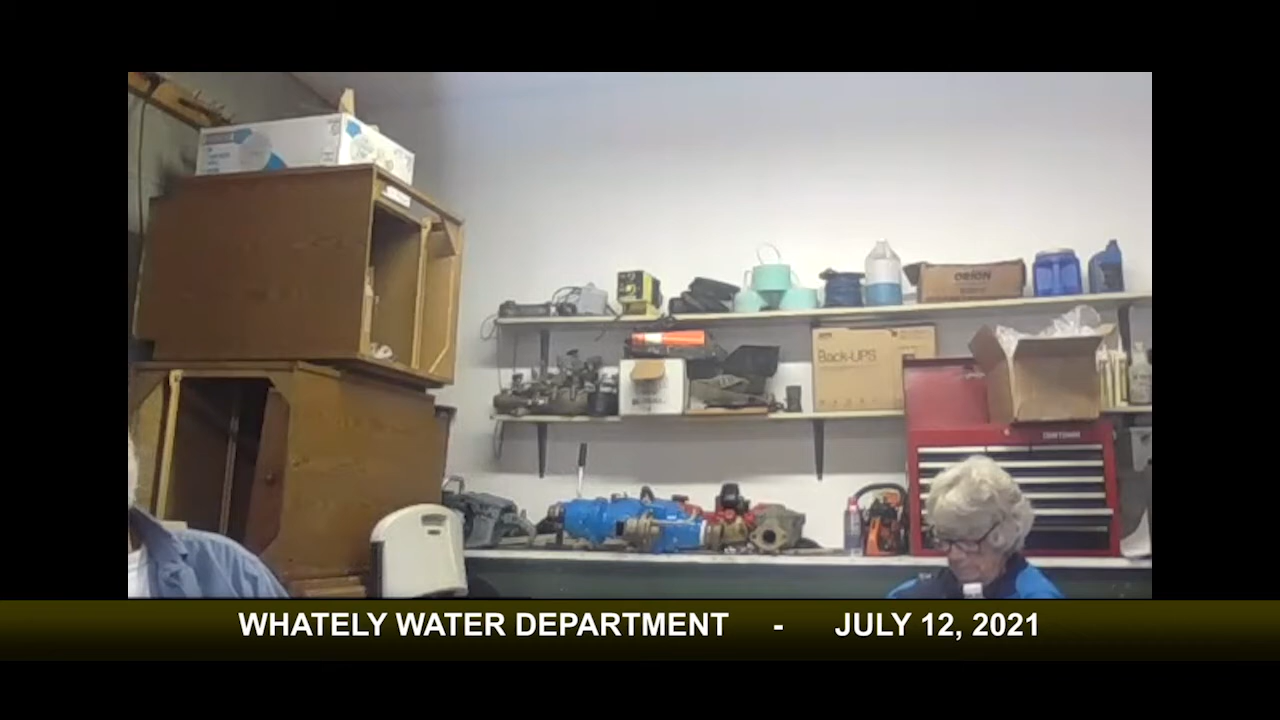 ORION
Back-UPS
CRAFTSMAN
WHATELY WATER DEPARTMENT - JULY 12, 2021